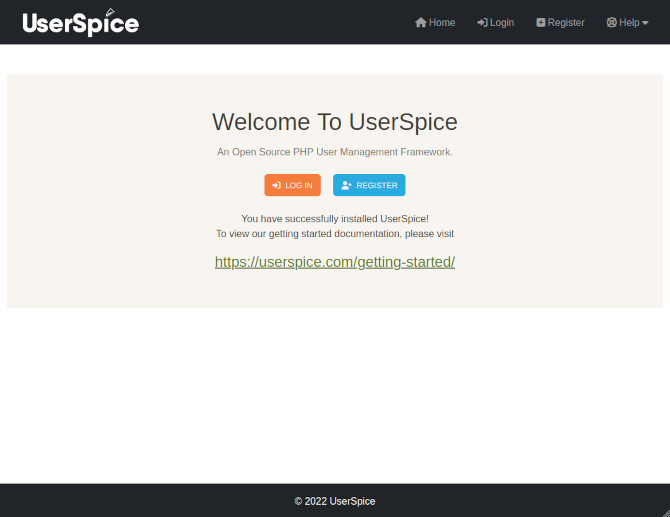 UserSpice
Home
Login
Register
Help
Welcome To UserSpice
An Open Source PHP User Management Framework.
LOG IN
REGISTER
You have successfully installed UserSpice!
To view our getting started documentation, please visit
https://userspice.com/getting-started/
© 2022 UserSpice